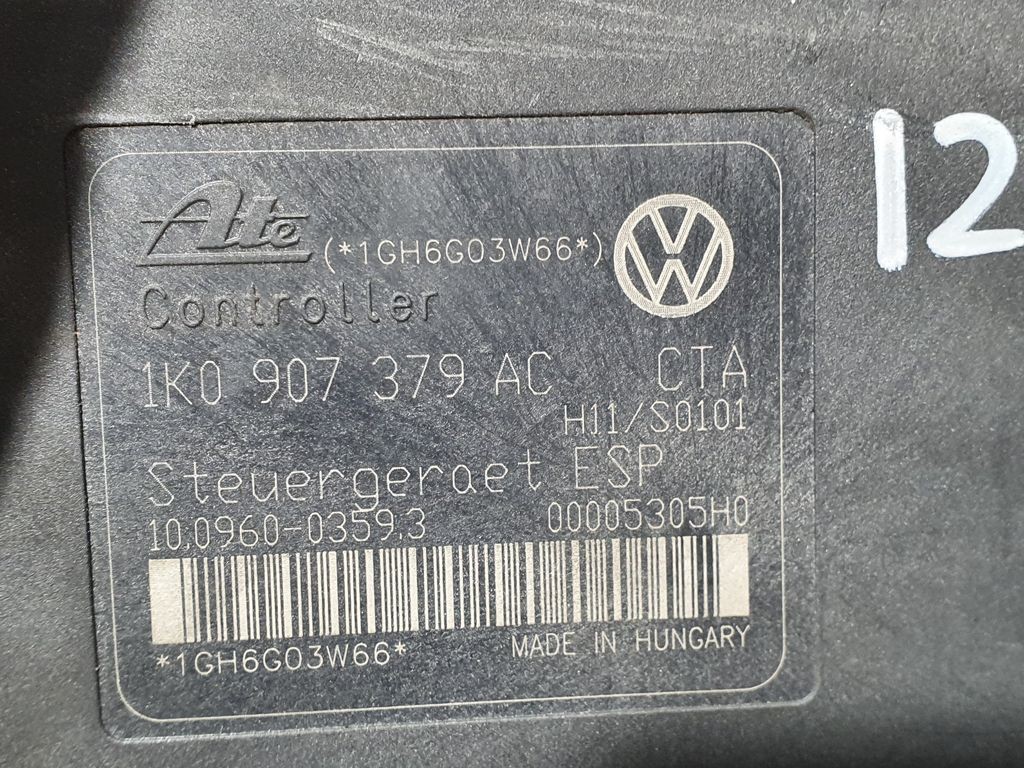 Ate (*1GH6G03W66*)
Controller
1K0 907 379 AC CTA
H11/S0101
Steuergeraet ESP
10.0960-0359.3 00005305H0
*1GH6G03W66* MADE IN HUNGARY
12